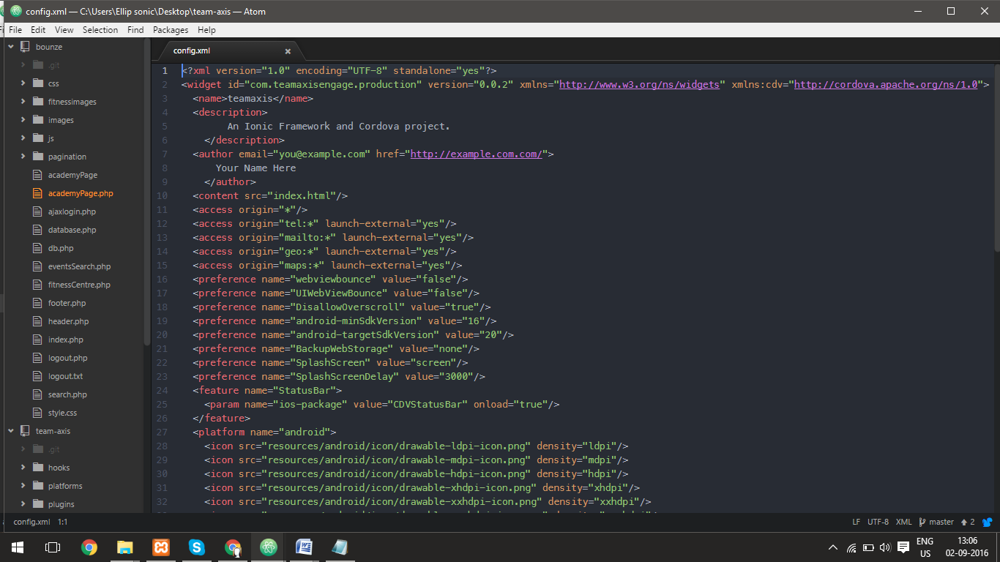 config.xml — C:\Users\Ellip sonic\Desktop\team-axis — Atom
File Edit View Selection Find Packages Help
bounze
.git
css
fitnessimages
images
js
pagination
academyPage
academyPage.php
ajaxlogin.php
database.php
db.php
eventsSearch.php
fitnessCentre.php
footer.php
header.php
index.php
logout.php
logout.txt
search.php
style.css
team-axis
.git
hooks
platforms
plugins
config.xml
1 <?xml version="1.0" encoding="UTF-8" standalone="yes"?>
2 <widget id="com.teamaxisengage.production" version="0.0.2" xmlns="http://www.w3.org/ns/widgets" xmlns:cdv="http://cordova.apache.org/ns/1.0">
3 <name>teamaxis</name>
4 <description>
5 An Ionic Framework and Cordova project.
6 </description>
7 <author email="you@example.com" href="http://example.com.com/">
8 Your Name Here
9 </author>
10 <content src="index.html"/>
11 <access origin="*"/>
12 <access origin="tel:*" launch-external="yes"/>
13 <access origin="mailto:*" launch-external="yes"/>
14 <access origin="geo:*" launch-external="yes"/>
15 <access origin="maps:*" launch-external="yes"/>
16 <preference name="webviewbounce" value="false"/>
17 <preference name="UIWebViewBounce" value="false"/>
18 <preference name="DisallowOverscroll" value="true"/>
19 <preference name="android-minSdkVersion" value="16"/>
20 <preference name="android-targetSdkVersion" value="20"/>
21 <preference name="BackupWebStorage" value="none"/>
22 <preference name="SplashScreen" value="screen"/>
23 <preference name="SplashScreenDelay" value="3000"/>
24 <feature name="StatusBar">
25 <param name="ios-package" value="CDVStatusBar" onload="true"/>
26 </feature>
27 <platform name="android">
28 <icon src="resources/android/icon/drawable-ldpi-icon.png" density="ldpi"/>
29 <icon src="resources/android/icon/drawable-mdpi-icon.png" density="mdpi"/>
30 <icon src="resources/android/icon/drawable-hdpi-icon.png" density="hdpi"/>
31 <icon src="resources/android/icon/drawable-xhdpi-icon.png" density="xhdpi"/>
32 <icon src="resources/android/icon/drawable-xxhdpi-icon.png" density="xxhdpi"/>
config.xml 1:1
LF UTF-8 XML master 2
ENG
US
13:06
02-09-2016